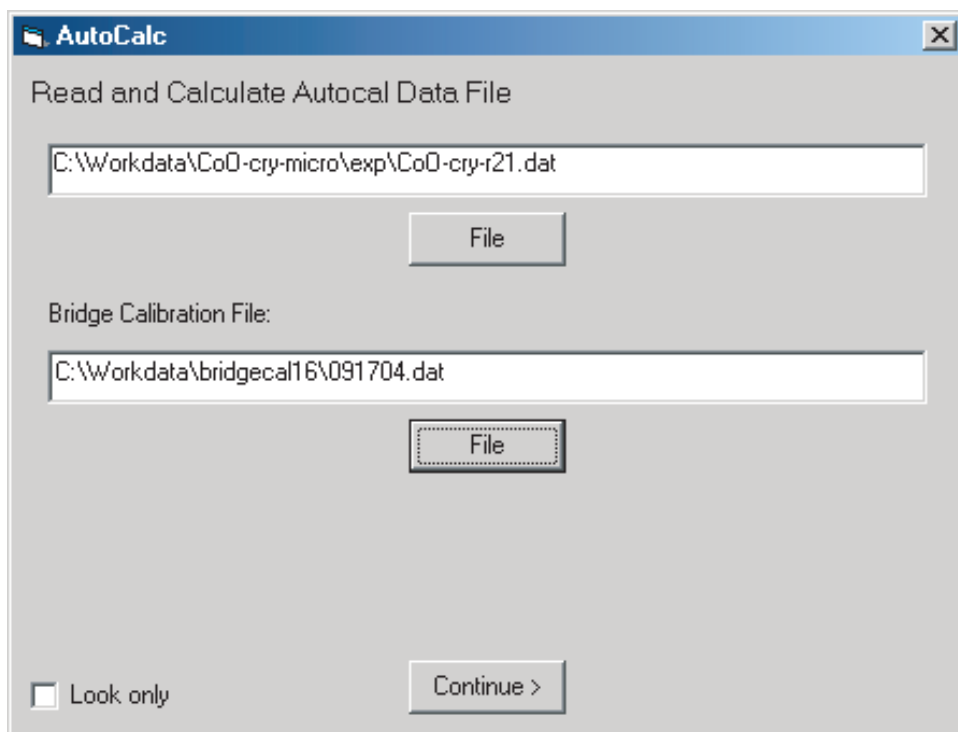 AutoCalc
Read and Calculate Autocal Data File
C:\Workdata\CoO-cry-micro\exp\CoO-cry-r21.dat
File
Bridge Calibration File:
C:\Workdata\bridgecal16\091704.dat
File
Look only
Continue >